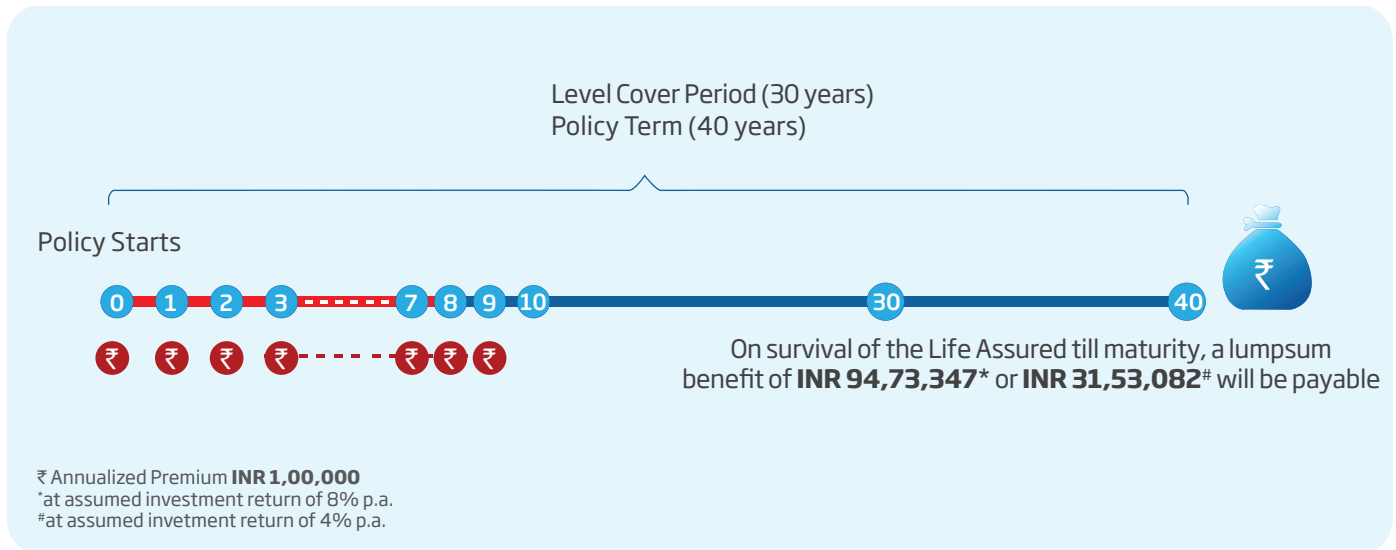 Level Cover Period (30 years)
Policy Term (40 years)
Policy Starts
₹
0 1 2 3 7 8 9 10 30 40
₹ ₹ ₹ ₹ ₹ ₹ ₹
On survival of the Life Assured till maturity, a lumpsum
benefit of INR 94,73,347* or INR 31,53,082# will be payable
₹ Annualized Premium INR 1,00,000
*at assumed investment return of 8% p.a.
#at assumed invetment return of 4% p.a.